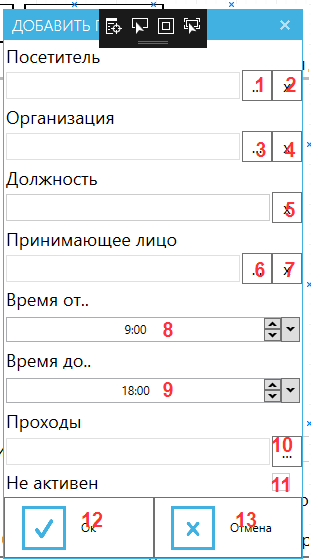 ДОБАВИТЬ П
Посетитель
... 1 x 2
Организация
... 3 x 4
Должность
x 5
Принимающее лицо
... 6 x 7
Время от..
9:00 8
Время до..
18:00 9
Проходы
10 ...
Не активен 11
12 Ок 13 Отмена